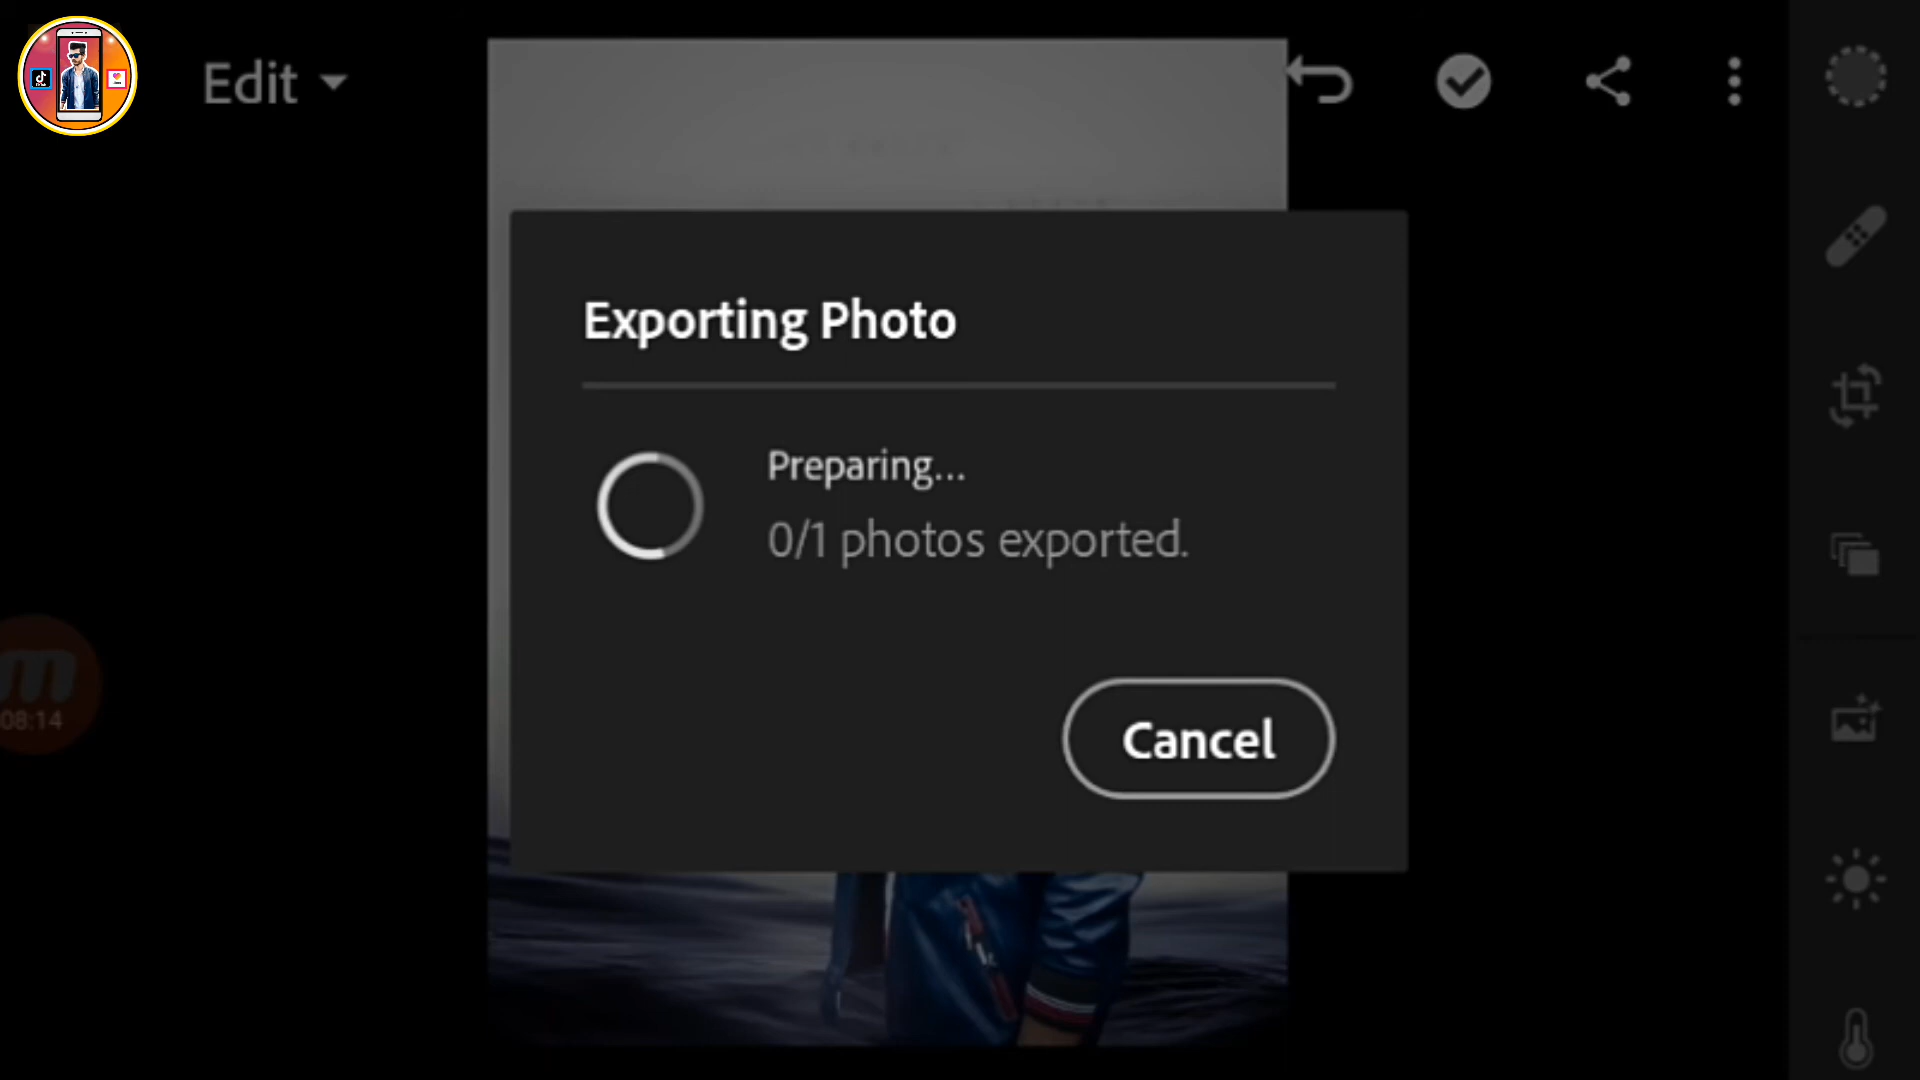 Edit
Exporting Photo
Preparing...
0/1 photos exported.
Cancel
08:14